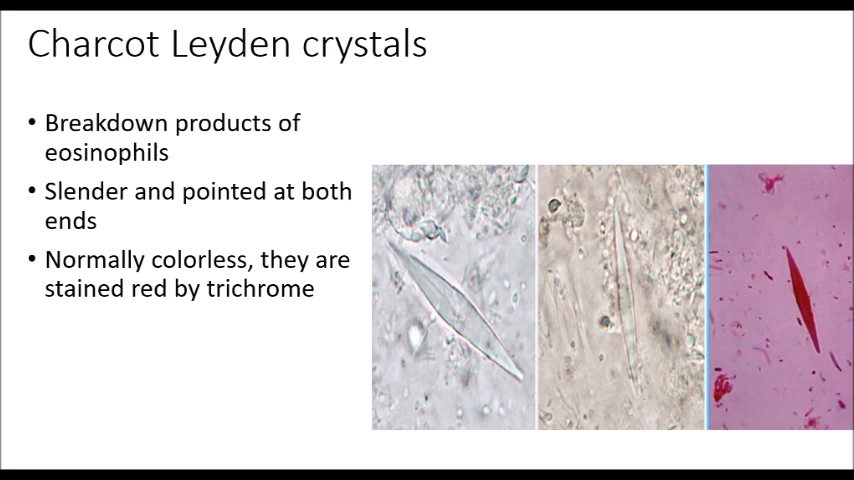 Charcot Leyden crystals
• Breakdown products of
eosinophils
• Slender and pointed at both
ends
• Normally colorless, they are
stained red by trichrome